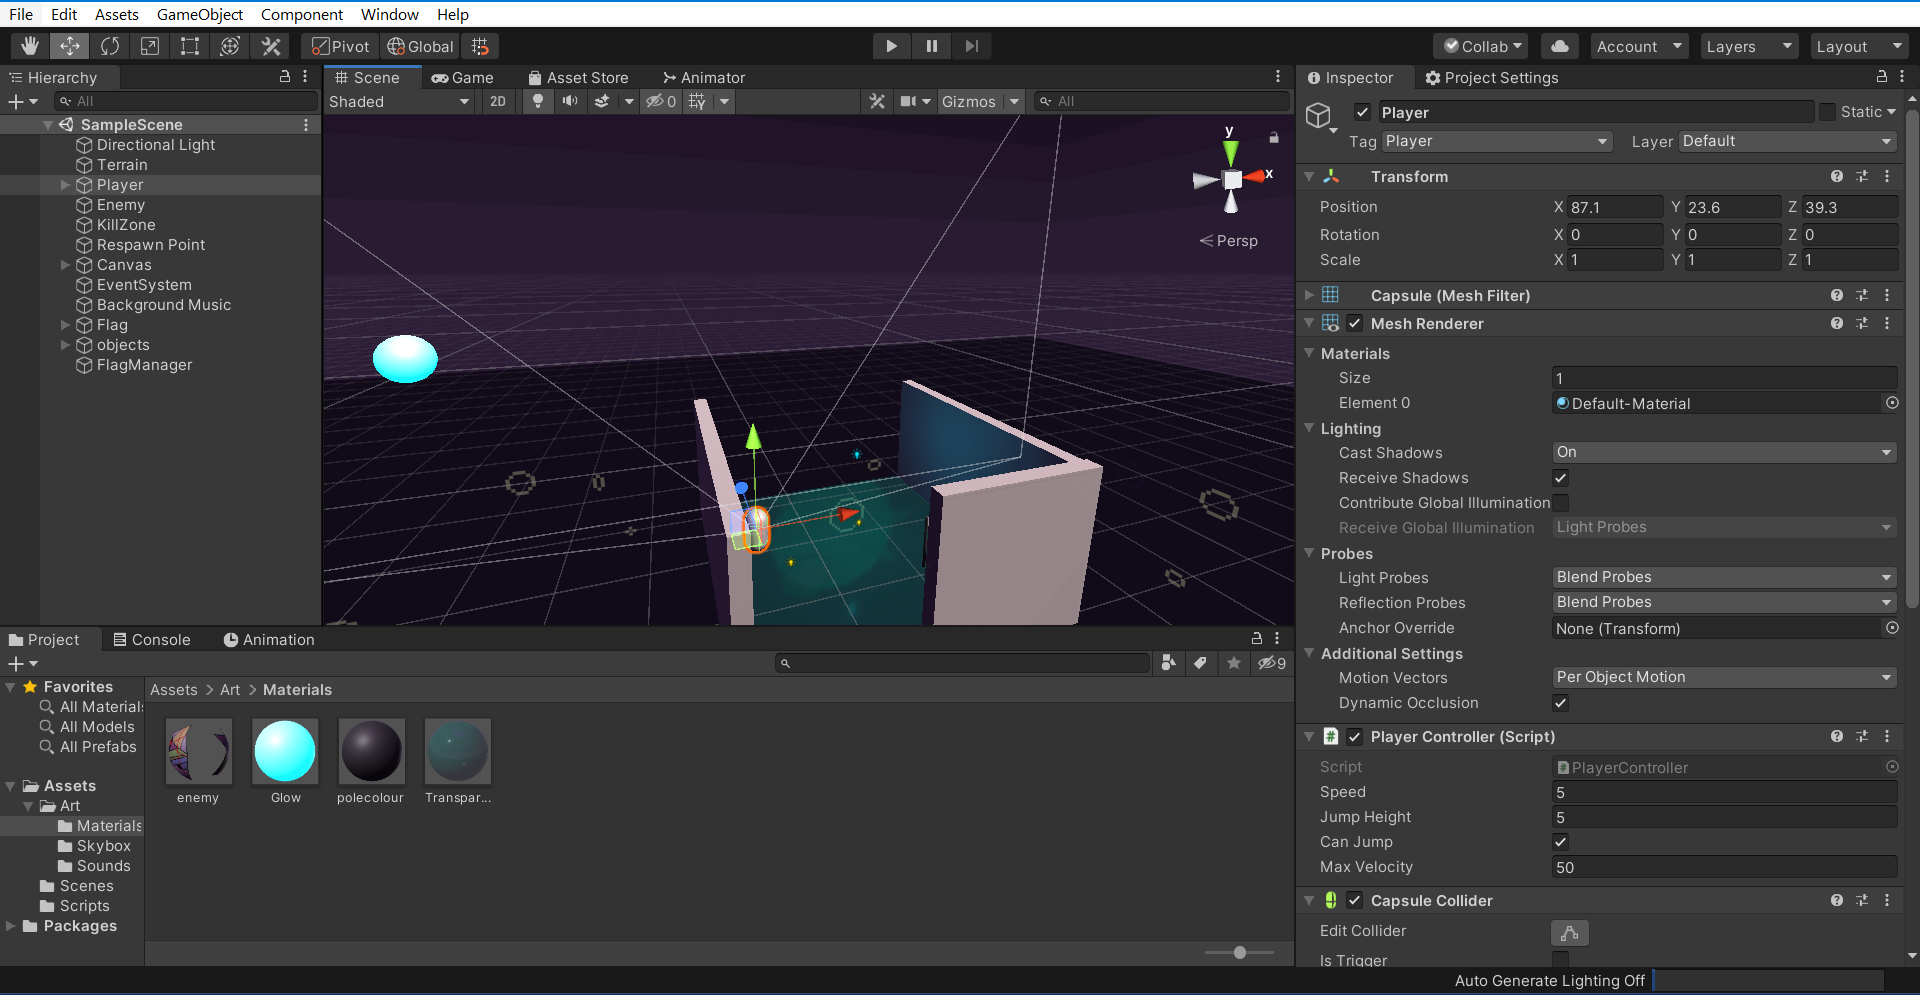 File Edit Assets GameObject Component Window Help
Pivot Global Collab Account Layers Layout
Hierarchy
All
SampleScene
Directional Light
Terrain
Player
Enemy
KillZone
Respawn Point
Canvas
EventSystem
Background Music
Flag
objects
FlagManager
Scene Game Asset Store Animator
Shaded 2D 0 Gizmos All
y
x
Persp
Project Console Animation
9
Favorites
All Materials
All Models
All Prefabs
Assets
Art
Materials
Skybox
Sounds
Scenes
Scripts
Packages
Assets > Art > Materials
enemy Glow polecolour Transpar...
Inspector Project Settings
Player Static
Tag Player Layer Default
Transform
Position X 87.1 Y 23.6 Z 39.3
Rotation X 0 Y 0 Z 0
Scale X 1 Y 1 Z 1
Capsule (Mesh Filter)
Mesh Renderer
Materials
Size 1
Element 0 Default-Material
Lighting
Cast Shadows On
Receive Shadows
Contribute Global Illumination
Receive Global Illumination Light Probes
Probes
Light Probes Blend Probes
Reflection Probes Blend Probes
Anchor Override None (Transform)
Additional Settings
Motion Vectors Per Object Motion
Dynamic Occlusion
# Player Controller (Script)
Script PlayerController
Speed 5
Jump Height 5
Can Jump
Max Velocity 50
Capsule Collider
Edit Collider
Is Trigger
Auto Generate Lighting Off